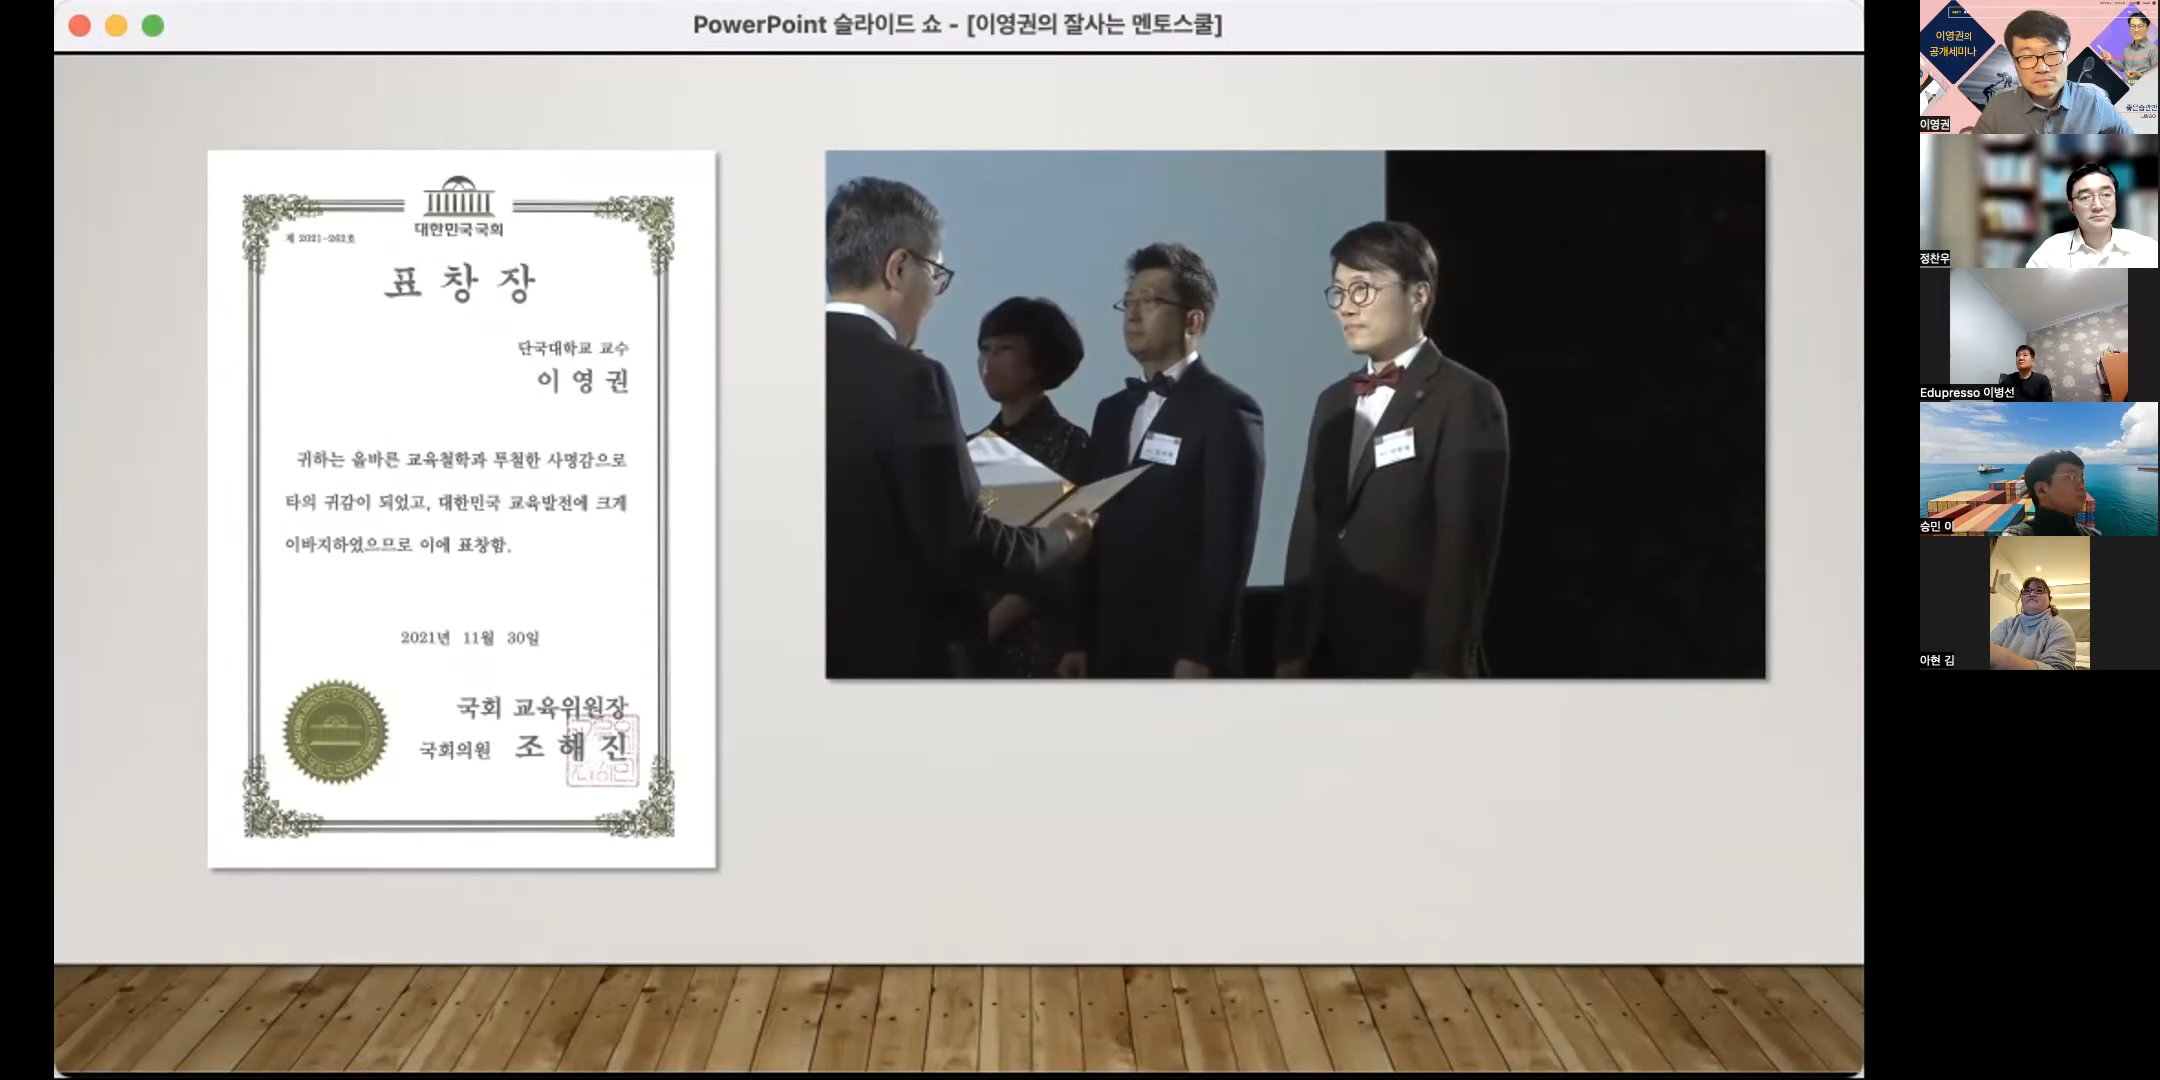 PowerPoint 슬라이드 쇼 - [이영권의 잘사는 멘토스쿨]
대한민국국회
제 2021-262호
표 창 장
단국대학교 교수
이 영 권
귀하는 올바른 교육철학과 투철한 사명감으로
타의 귀감이 되었고, 대한민국 교육발전에 크게
이바지하였으므로 이에 표창함.
2021년 11월 30일
국회 교육위원장
국회의원 조 해 진
이영권의
공개세미나
이영권
정찬우
Edupresso 이병선
승민 이
아현 김